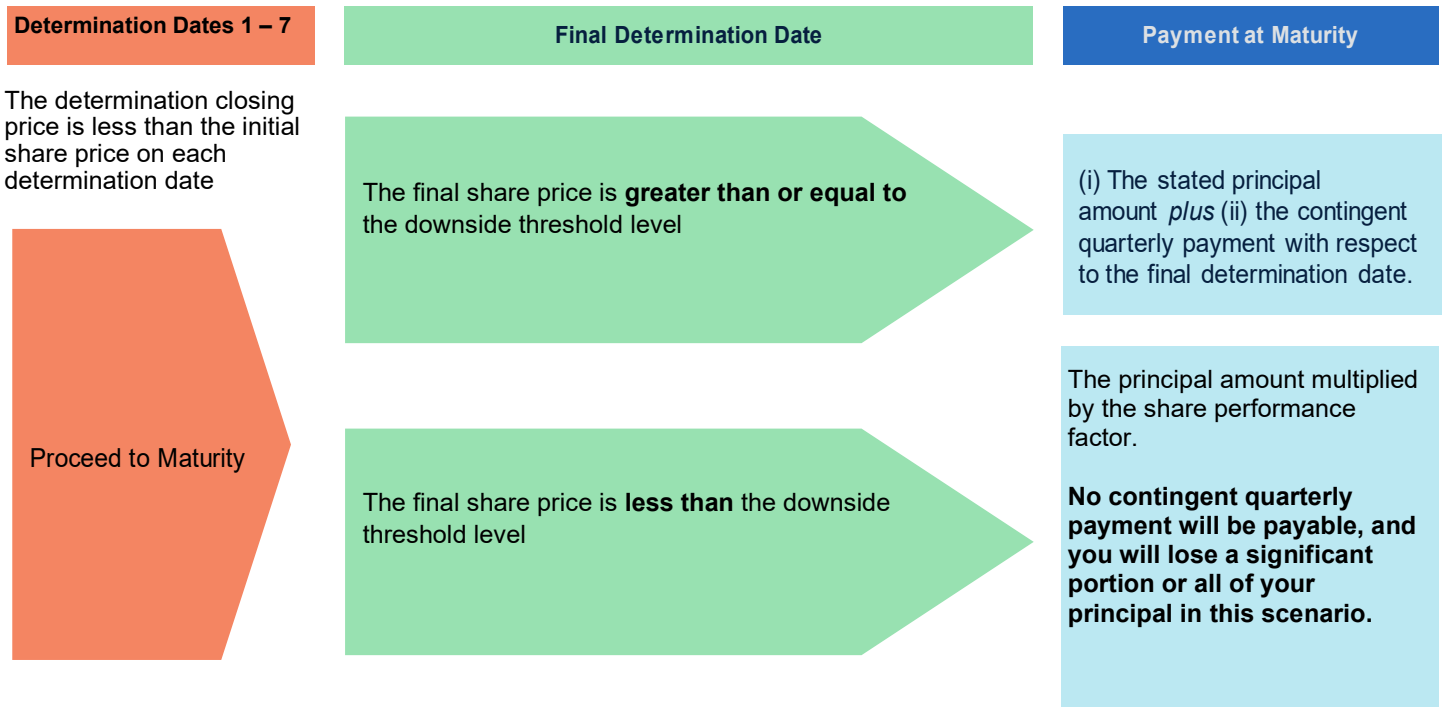 Determination Dates 1 – 7
Final Determination Date
Payment at Maturity
The determination closing
price is less than the initial
share price on each
determination date
Proceed to Maturity
The final share price is greater than or equal to
the downside threshold level
(i) The stated principal
amount plus (ii) the contingent
quarterly payment with respect
to the final determination date.
The final share price is less than the downside
threshold level
The principal amount multiplied
by the share performance
factor.
No contingent quarterly
payment will be payable, and
you will lose a significant
portion or all of your
principal in this scenario.